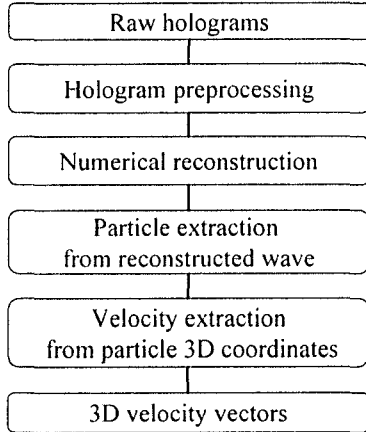 Raw holograms
Hologram preprocessing
Numerical reconstruction
Particle extraction
from reconstructed wave
Velocity extraction
from particle 3D coordinates
3D velocity vectors